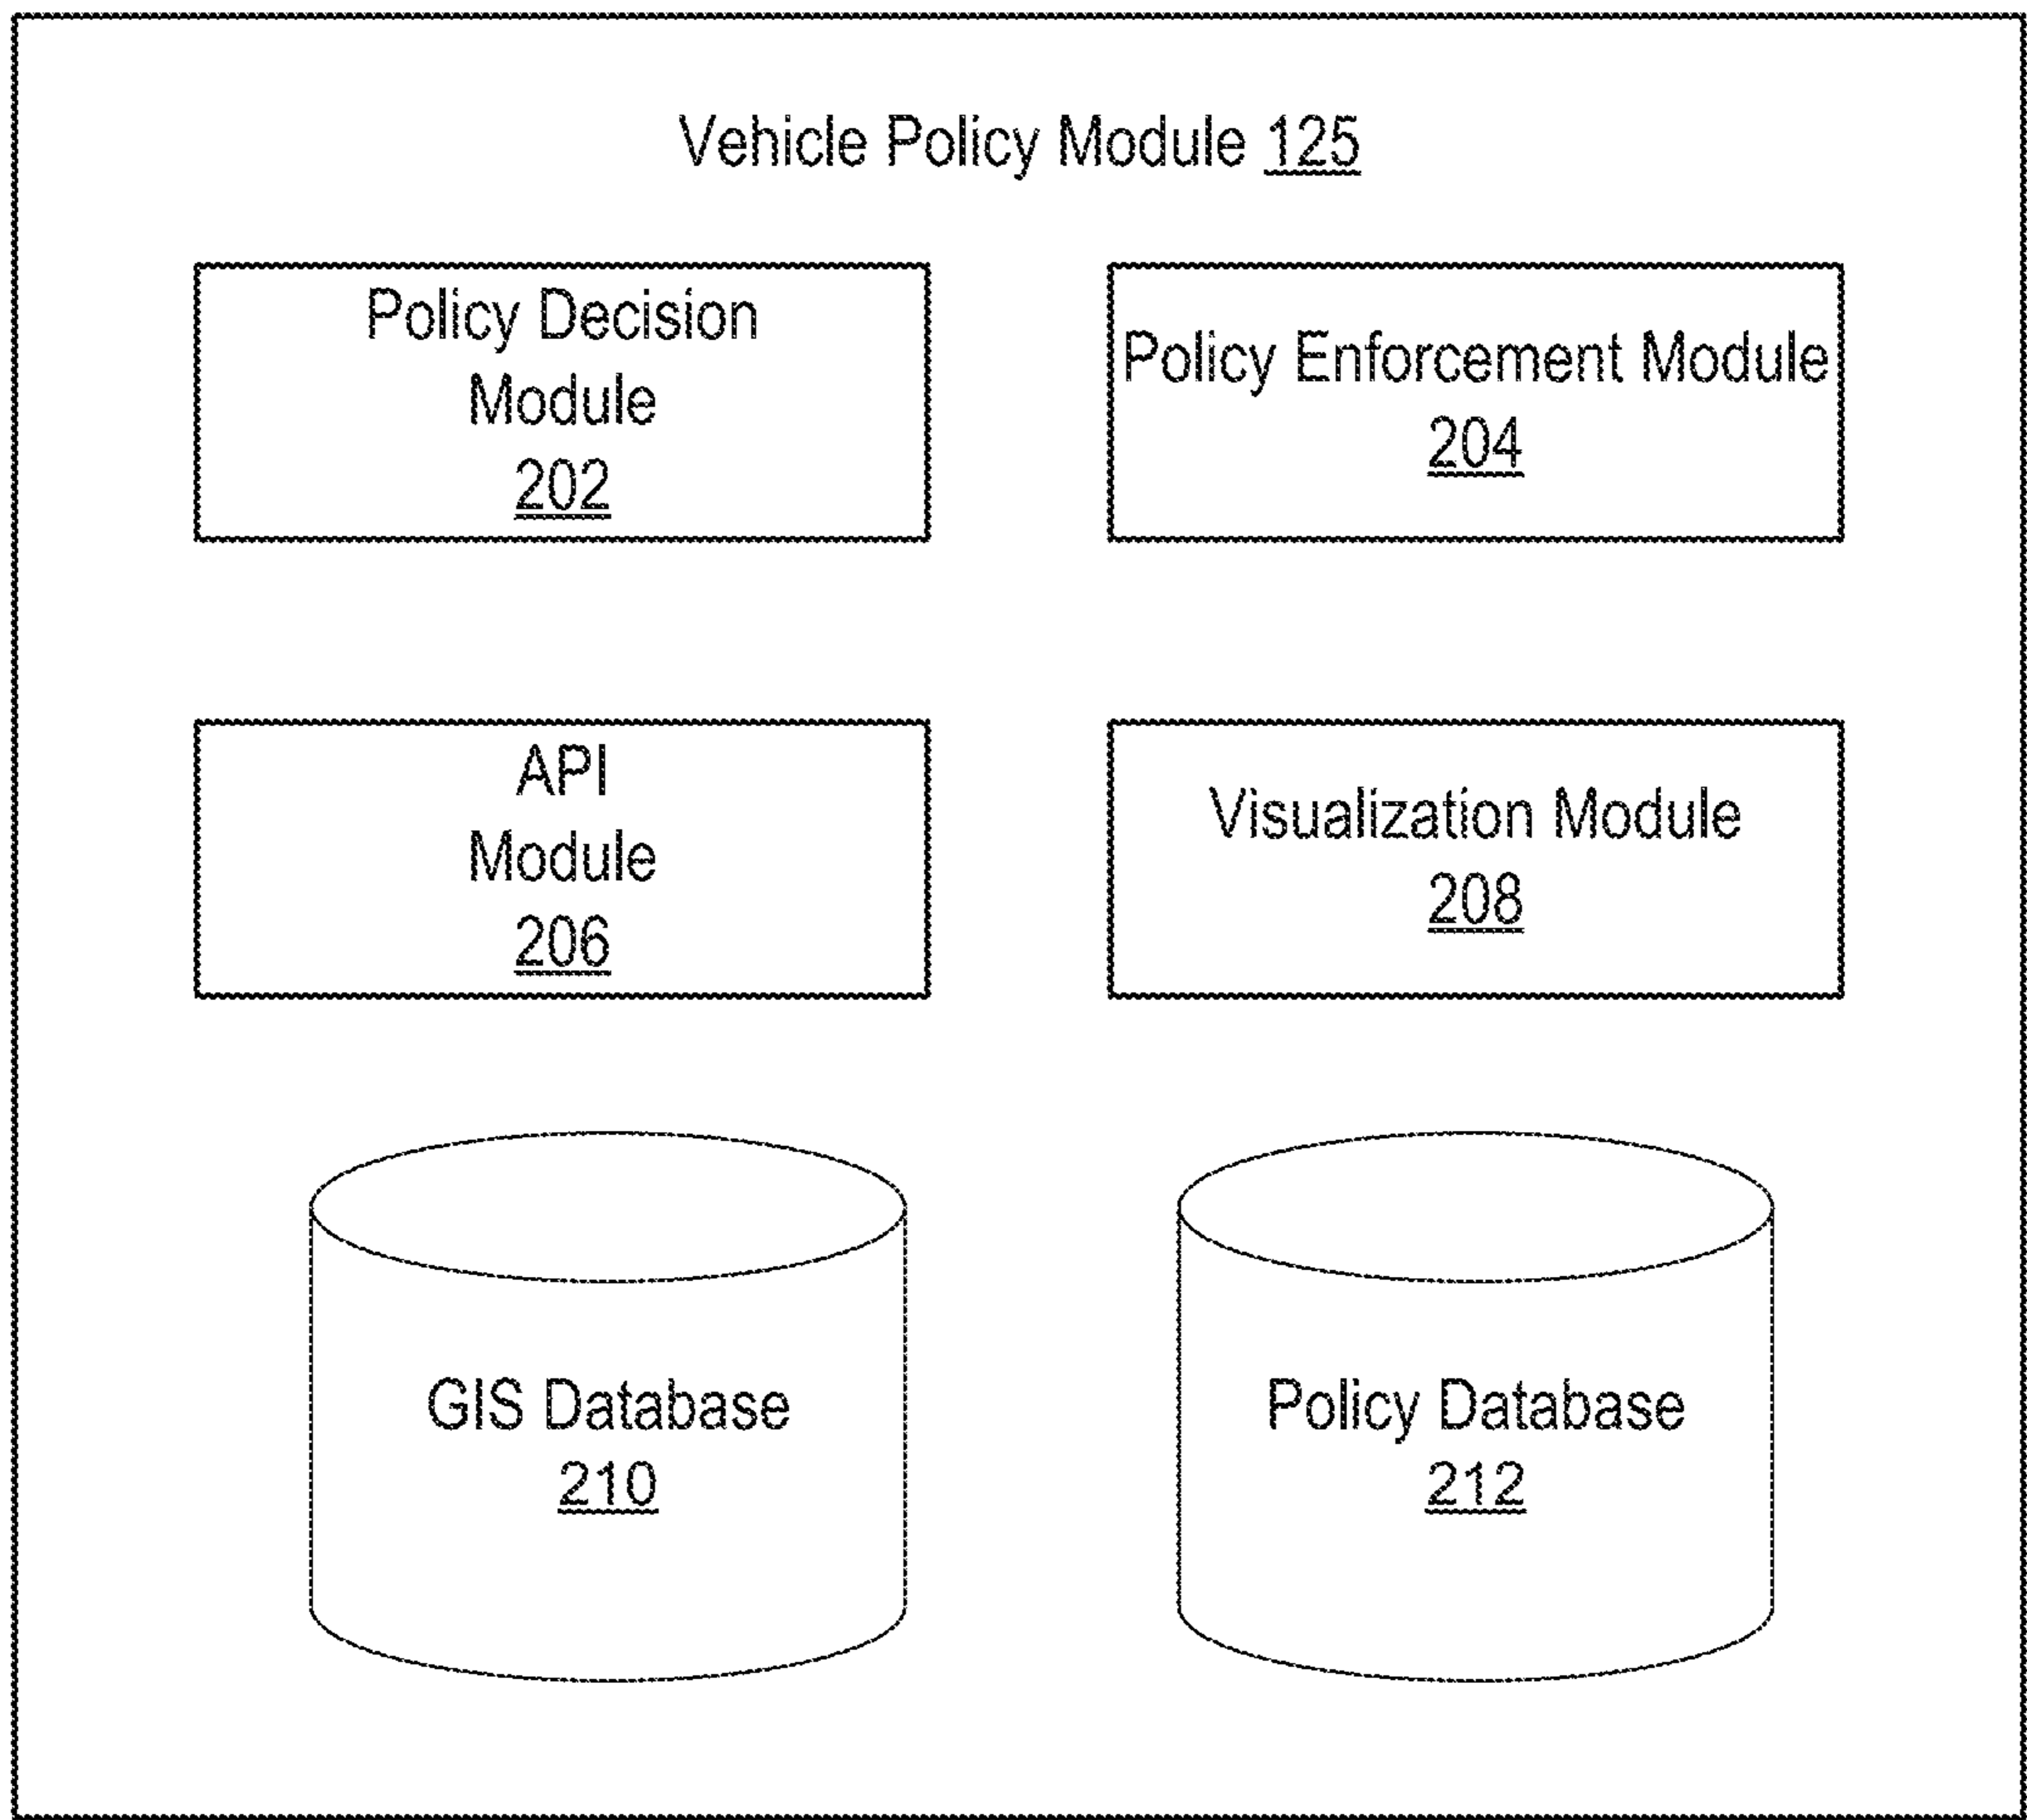 Vehicle Policy Module 125
Policy Decision
Module
202
Policy Enforcement Module
204
API
Module
206
Visualization Module
208
GIS Database
210
Policy Database
212